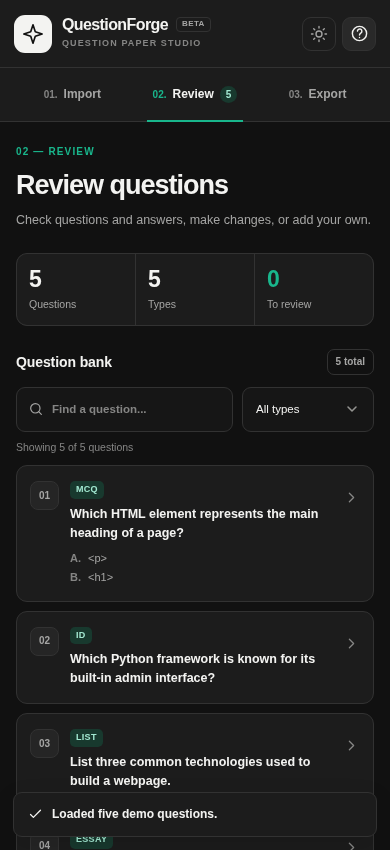 QuestionForge BETA
QUESTION PAPER STUDIO
01. Import 02. Review 5 03. Export
02 — REVIEW
Review questions
Check questions and answers, make changes, or add your own.
5 5 0
Questions Types To review
Question bank 5 total
Find a question... All types
Showing 5 of 5 questions
01 MCQ
Which HTML element represents the main
heading of a page?
A. <p>
B. <h1>
02 ID
Which Python framework is known for its
built-in admin interface?
03 LIST
List three common technologies used to
build a webpage.
Loaded five demo questions.
04 ESSAY